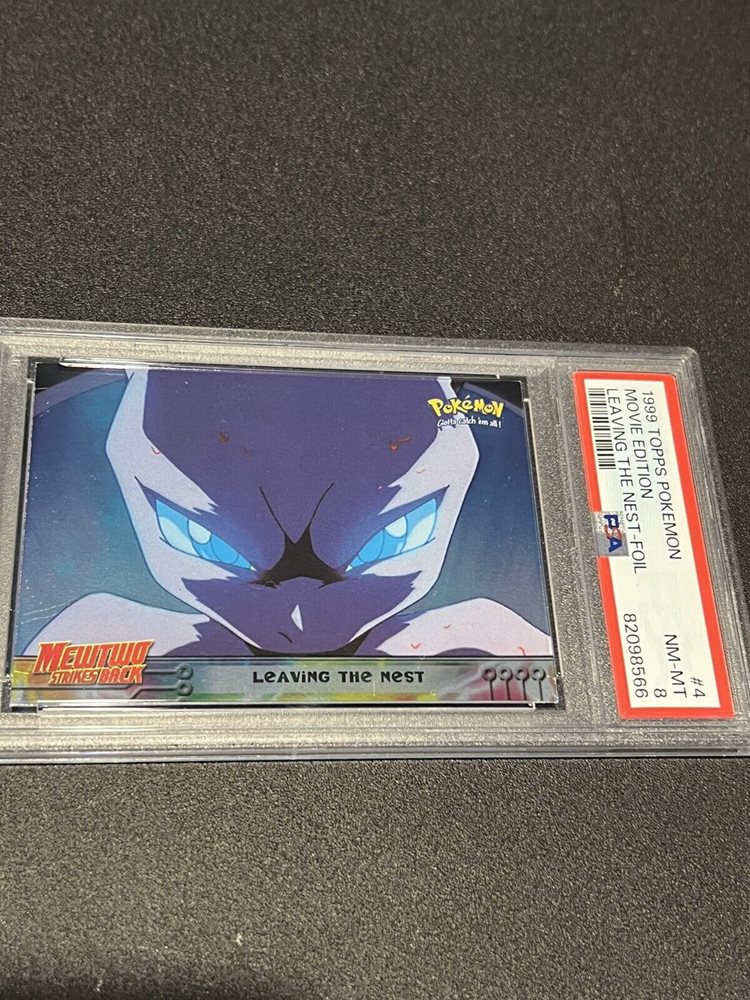 POKéMON
Gotta catch 'em all!
MEWTWO
STRIKES BACK
LEAVING THE NEST
1999 TOPPS POKEMON
MOVIE EDITION
LEAVING THE NEST-FOIL
#4
NM-MT
8
PSA
82098566